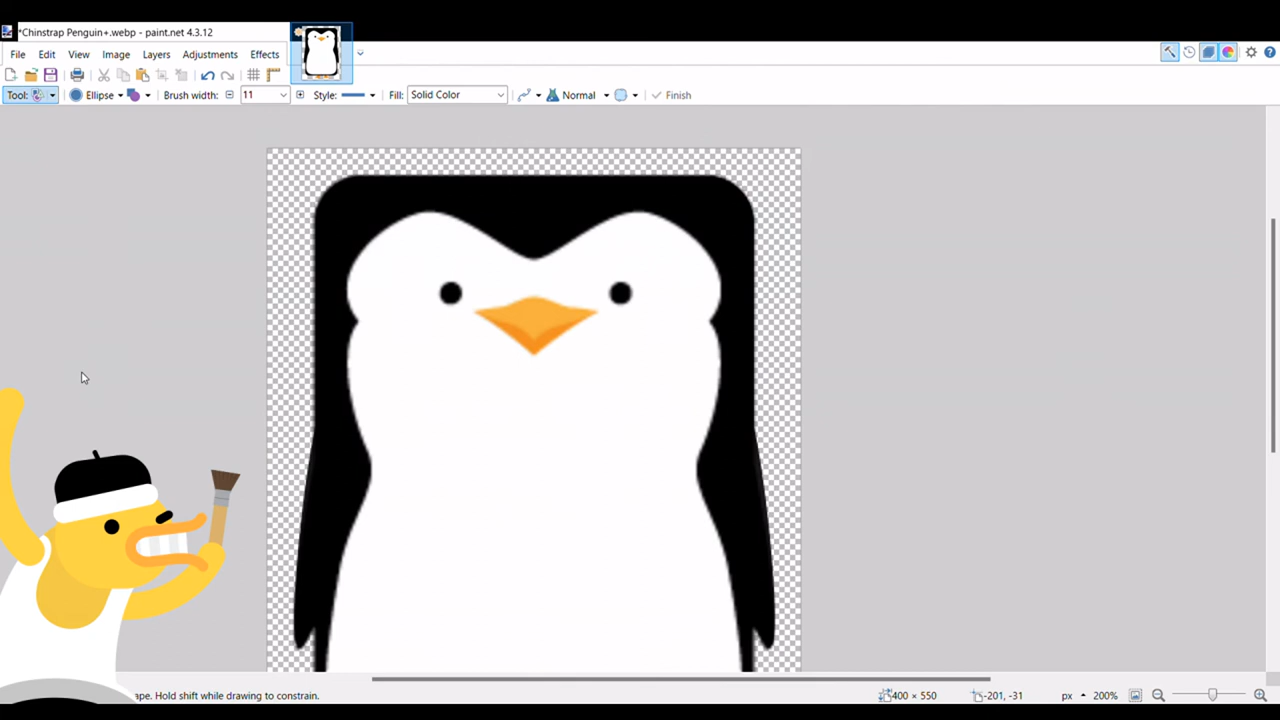 *Chinstrap Penguin+.webp - paint.net 4.3.12
File Edit View Image Layers Adjustments Effects
Tool: Ellipse Brush width: 11 Style: Fill: Solid Color Normal Finish
ape. Hold shift while drawing to constrain. 400 × 550 -201, -31 px 200%